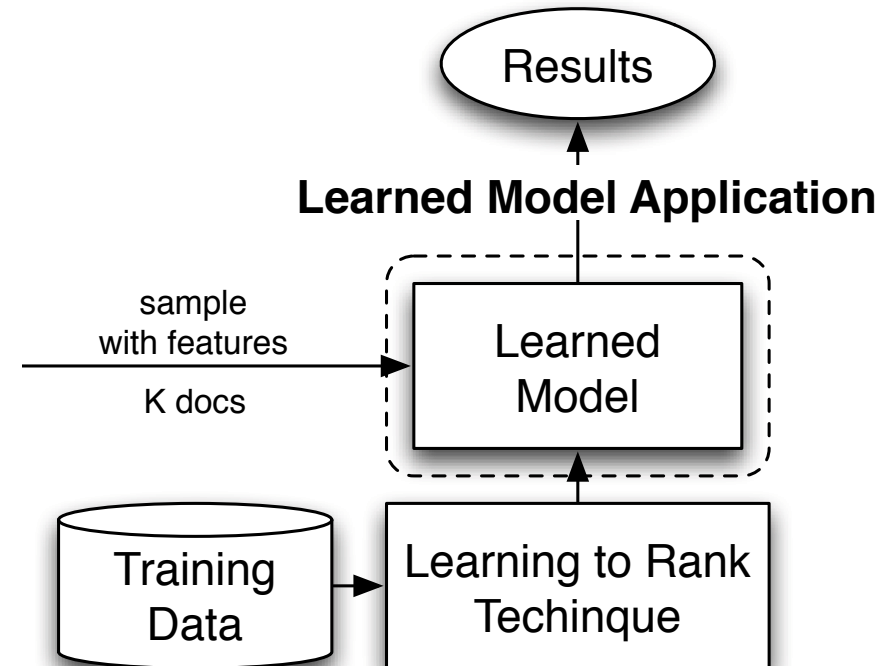 Results
Learned Model Application
sample
with features
K docs
Learned
Model
Training
Data
Learning to Rank
Techinque